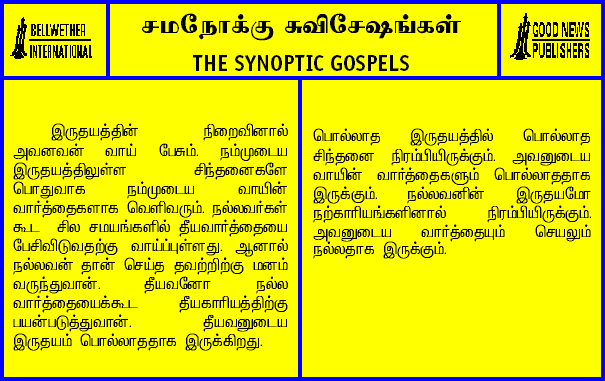 BELLWETHER
INTERNATIONAL
சமநோக்கு சுவிசேஷங்கள்
THE SYNOPTIC GOSPELS
GOOD NEWS
PUBLISHERS
இருதயத்தின் நிறைவினால்
அவனவன் வாய் பேசும். நம்முடைய
இருதயத்திலுள்ள சிந்தனைகளே
பொதுவாக நம்முடைய வாயின்
வார்த்தைகளாக வெளிவரும். நல்லவர்கள்
கூட சில சமயங்களில் தீயவார்த்தையை
பேசிவிடுவதற்கு வாய்ப்புள்ளது. ஆனால்
நல்லவன் தான் செய்த தவற்றிற்கு மனம்
வருந்துவான். தீயவனோ நல்ல
வார்த்தையைக்கூட தீயகாரியத்திற்கு
பயன்படுத்துவான். தீயவனுடைய
இருதயம் பொல்லாததாக இருக்கிறது.
பொல்லாத இருதயத்தில் பொல்லாத
சிந்தனை நிரம்பியிருக்கும். அவனுடைய
வாயின் வார்த்தைகளும் பொல்லாததாக
இருக்கும். நல்லவனின் இருதயமோ
நற்காரியங்களினால் நிரம்பியிருக்கும்.
அவனுடைய வார்த்தையும் செயலும்
நல்லதாக இருக்கும்.